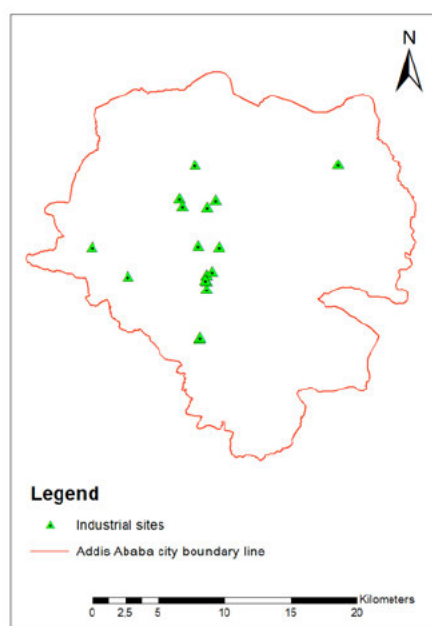 N
Legend
Industrial sites
Addis Ababa city boundary line
Kilometers
0 2.5 5 10 15 20